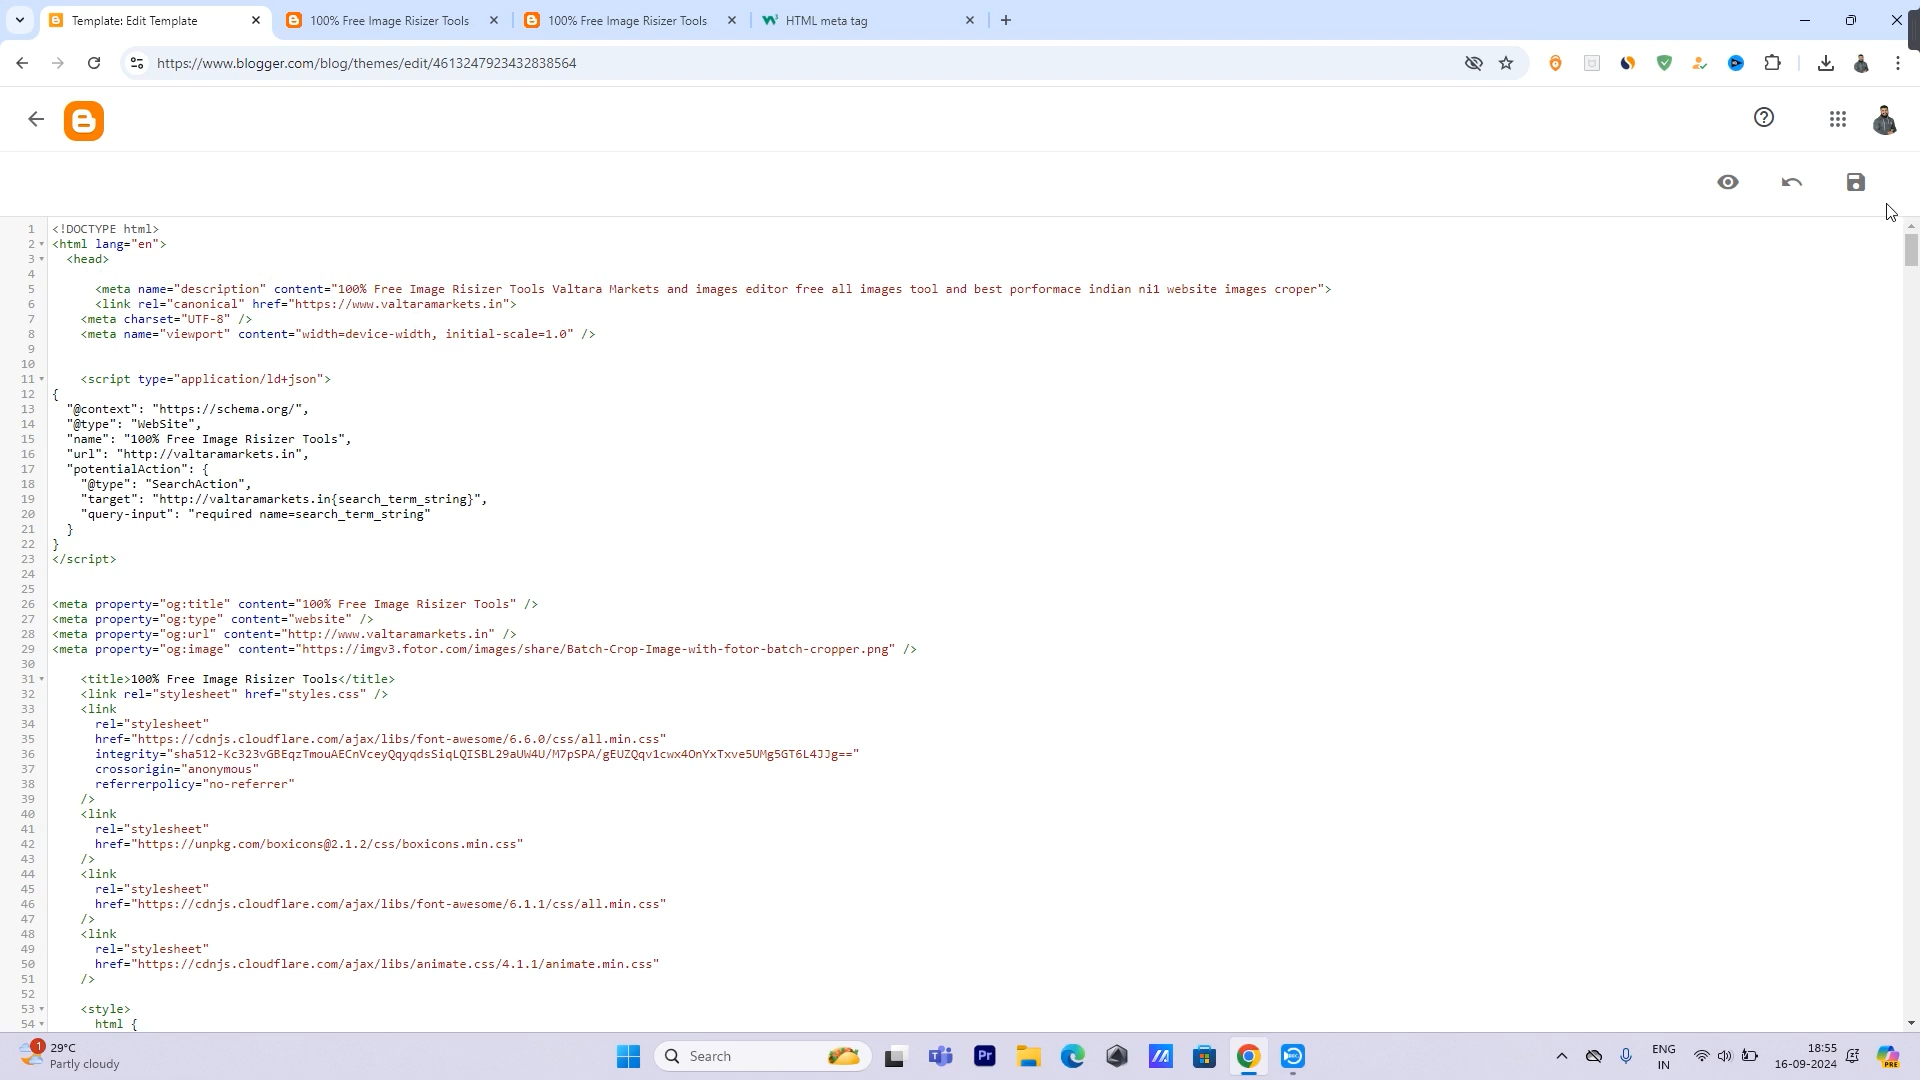 Template: Edit Template
100% Free Image Risizer Tools
100% Free Image Risizer Tools
HTML meta tag
https://www.blogger.com/blog/themes/edit/4613247923432838564
1 <!DOCTYPE html>
2 <html lang="en">
3 <head>
4
5 <meta name="description" content="100% Free Image Risizer Tools Valtara Markets and images editor free all images tool and best porformace indian ni1 website images croper">
6 <link rel="canonical" href="https://www.valtaramarkets.in">
7 <meta charset="UTF-8" />
8 <meta name="viewport" content="width=device-width, initial-scale=1.0" />
9
10
11 <script type="application/ld+json">
12 {
13 "@context": "https://schema.org/",
14 "@type": "WebSite",
15 "name": "100% Free Image Risizer Tools",
16 "url": "http://valtaramarkets.in",
17 "potentialAction": {
18 "@type": "SearchAction",
19 "target": "http://valtaramarkets.in{search_term_string}",
20 "query-input": "required name=search_term_string"
21 }
22 }
23 </script>
24
25
26 <meta property="og:title" content="100% Free Image Risizer Tools" />
27 <meta property="og:type" content="website" />
28 <meta property="og:url" content="http://www.valtaramarkets.in" />
29 <meta property="og:image" content="https://imgv3.fotor.com/images/share/Batch-Crop-Image-with-fotor-batch-cropper.png" />
30
31 <title>100% Free Image Risizer Tools</title>
32 <link rel="stylesheet" href="styles.css" />
33 <link
34 rel="stylesheet"
35 href="https://cdnjs.cloudflare.com/ajax/libs/font-awesome/6.6.0/css/all.min.css"
36 integrity="sha512-Kc323vGBEqzTmouAECnVceyQqyqdsSiqLQISBL29aUW4U/M7pSPA/gEUZQqv1cwx4OnYxTxve5UMg5GT6L4JJg=="
37 crossorigin="anonymous"
38 referrerpolicy="no-referrer"
39 />
40 <link
41 rel="stylesheet"
42 href="https://unpkg.com/boxicons@2.1.2/css/boxicons.min.css"
43 />
44 <link
45 rel="stylesheet"
46 href="https://cdnjs.cloudflare.com/ajax/libs/font-awesome/6.1.1/css/all.min.css"
47 />
48 <link
49 rel="stylesheet"
50 href="https://cdnjs.cloudflare.com/ajax/libs/animate.css/4.1.1/animate.min.css"
51 />
52
53 <style>
54 html {
1
29°C
Partly cloudy
Search
Pr
ENG
IN
18:55
16-09-2024
PRE